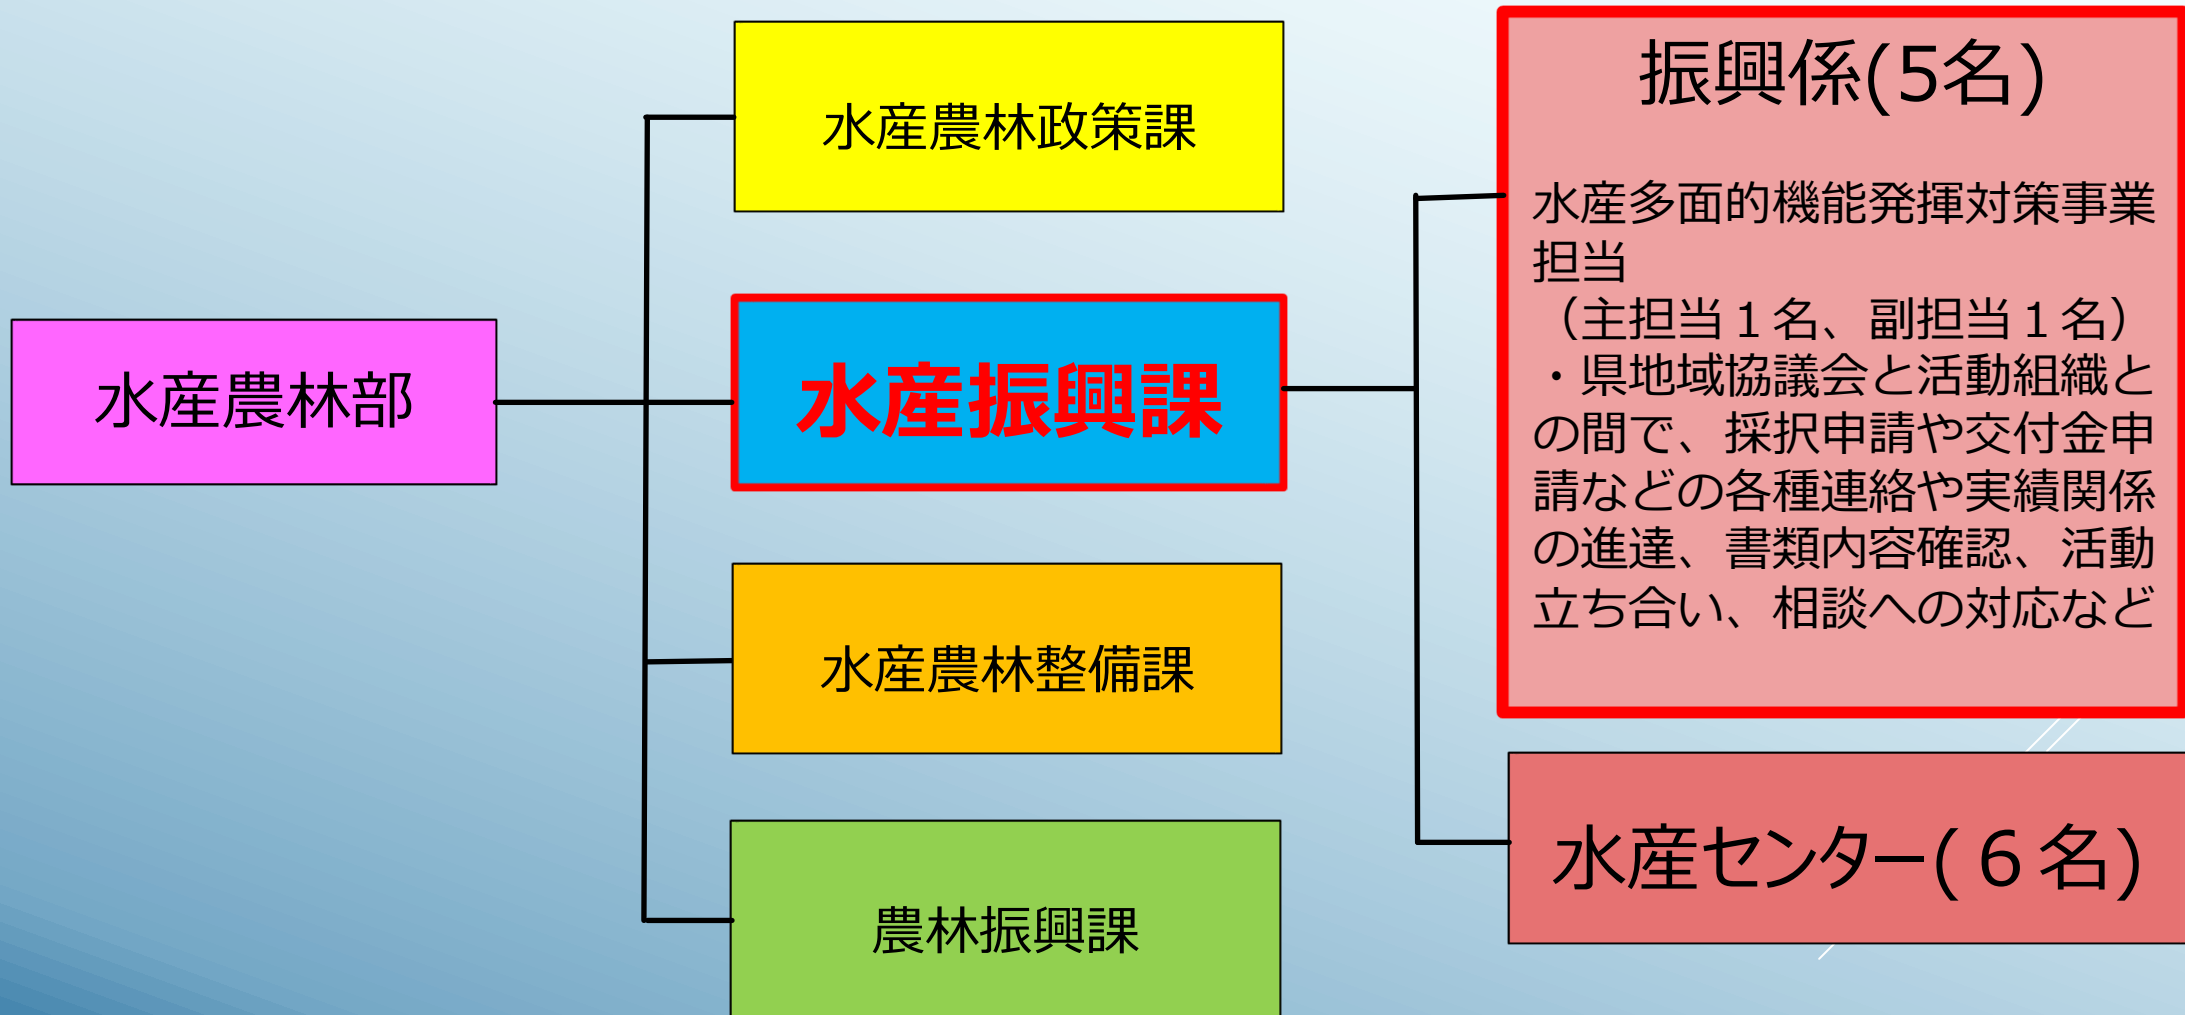 水産農林部
水産農林政策課
水産振興課
水産農林整備課
農林振興課
振興係(5名)
水産多面的機能発揮対策事業
担当
（主担当１名、副担当１名）
・県地域協議会と活動組織と
の間で、採択申請や交付金申
請などの各種連絡や実績関係
の進達、書類内容確認、活動
立ち合い、相談への対応など
水産センター(６名)